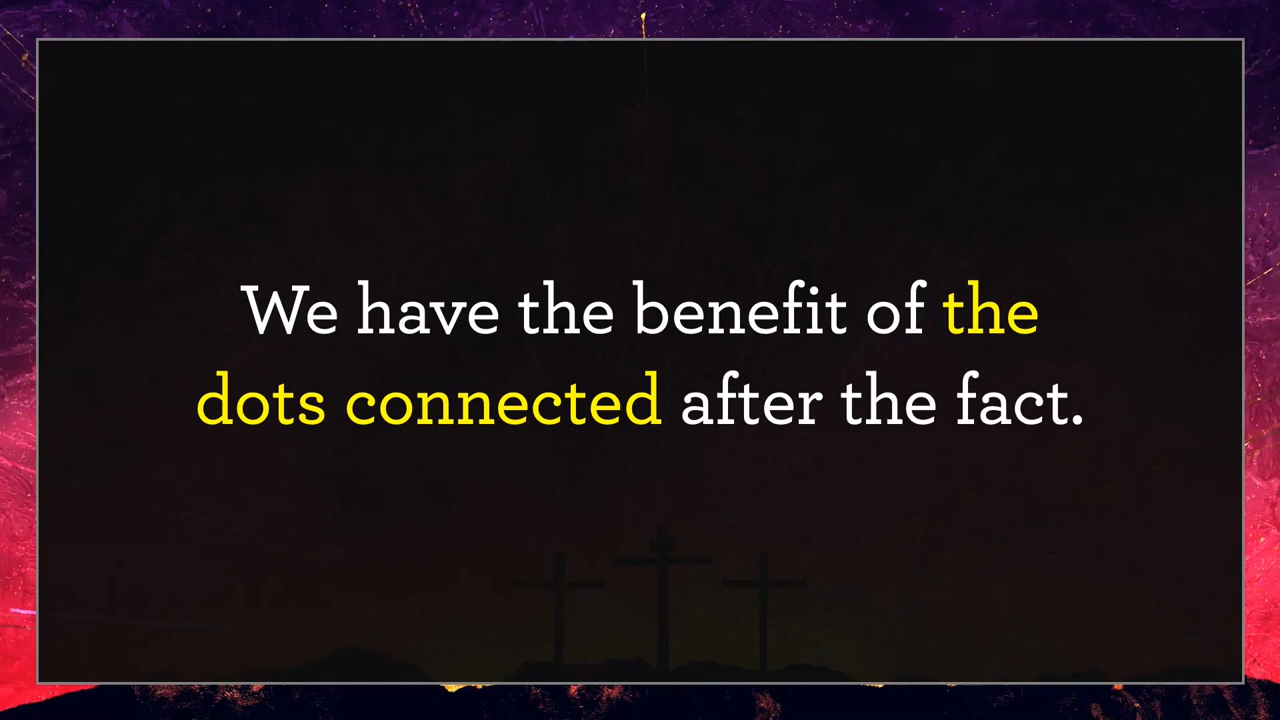 We have the benefit of the
dots connected after the fact.